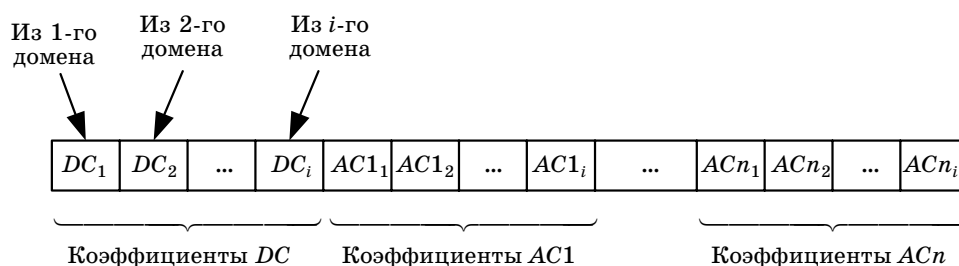 Из 1-го домена
Из 2-го домена
Из i-го домена
DC₁ DC₂ ... DCᵢ AC1₁ AC1₂ ... AC1ᵢ ... ACn₁ ACn₂ ... ACnᵢ
Коэффициенты DC Коэффициенты AC1 Коэффициенты ACn